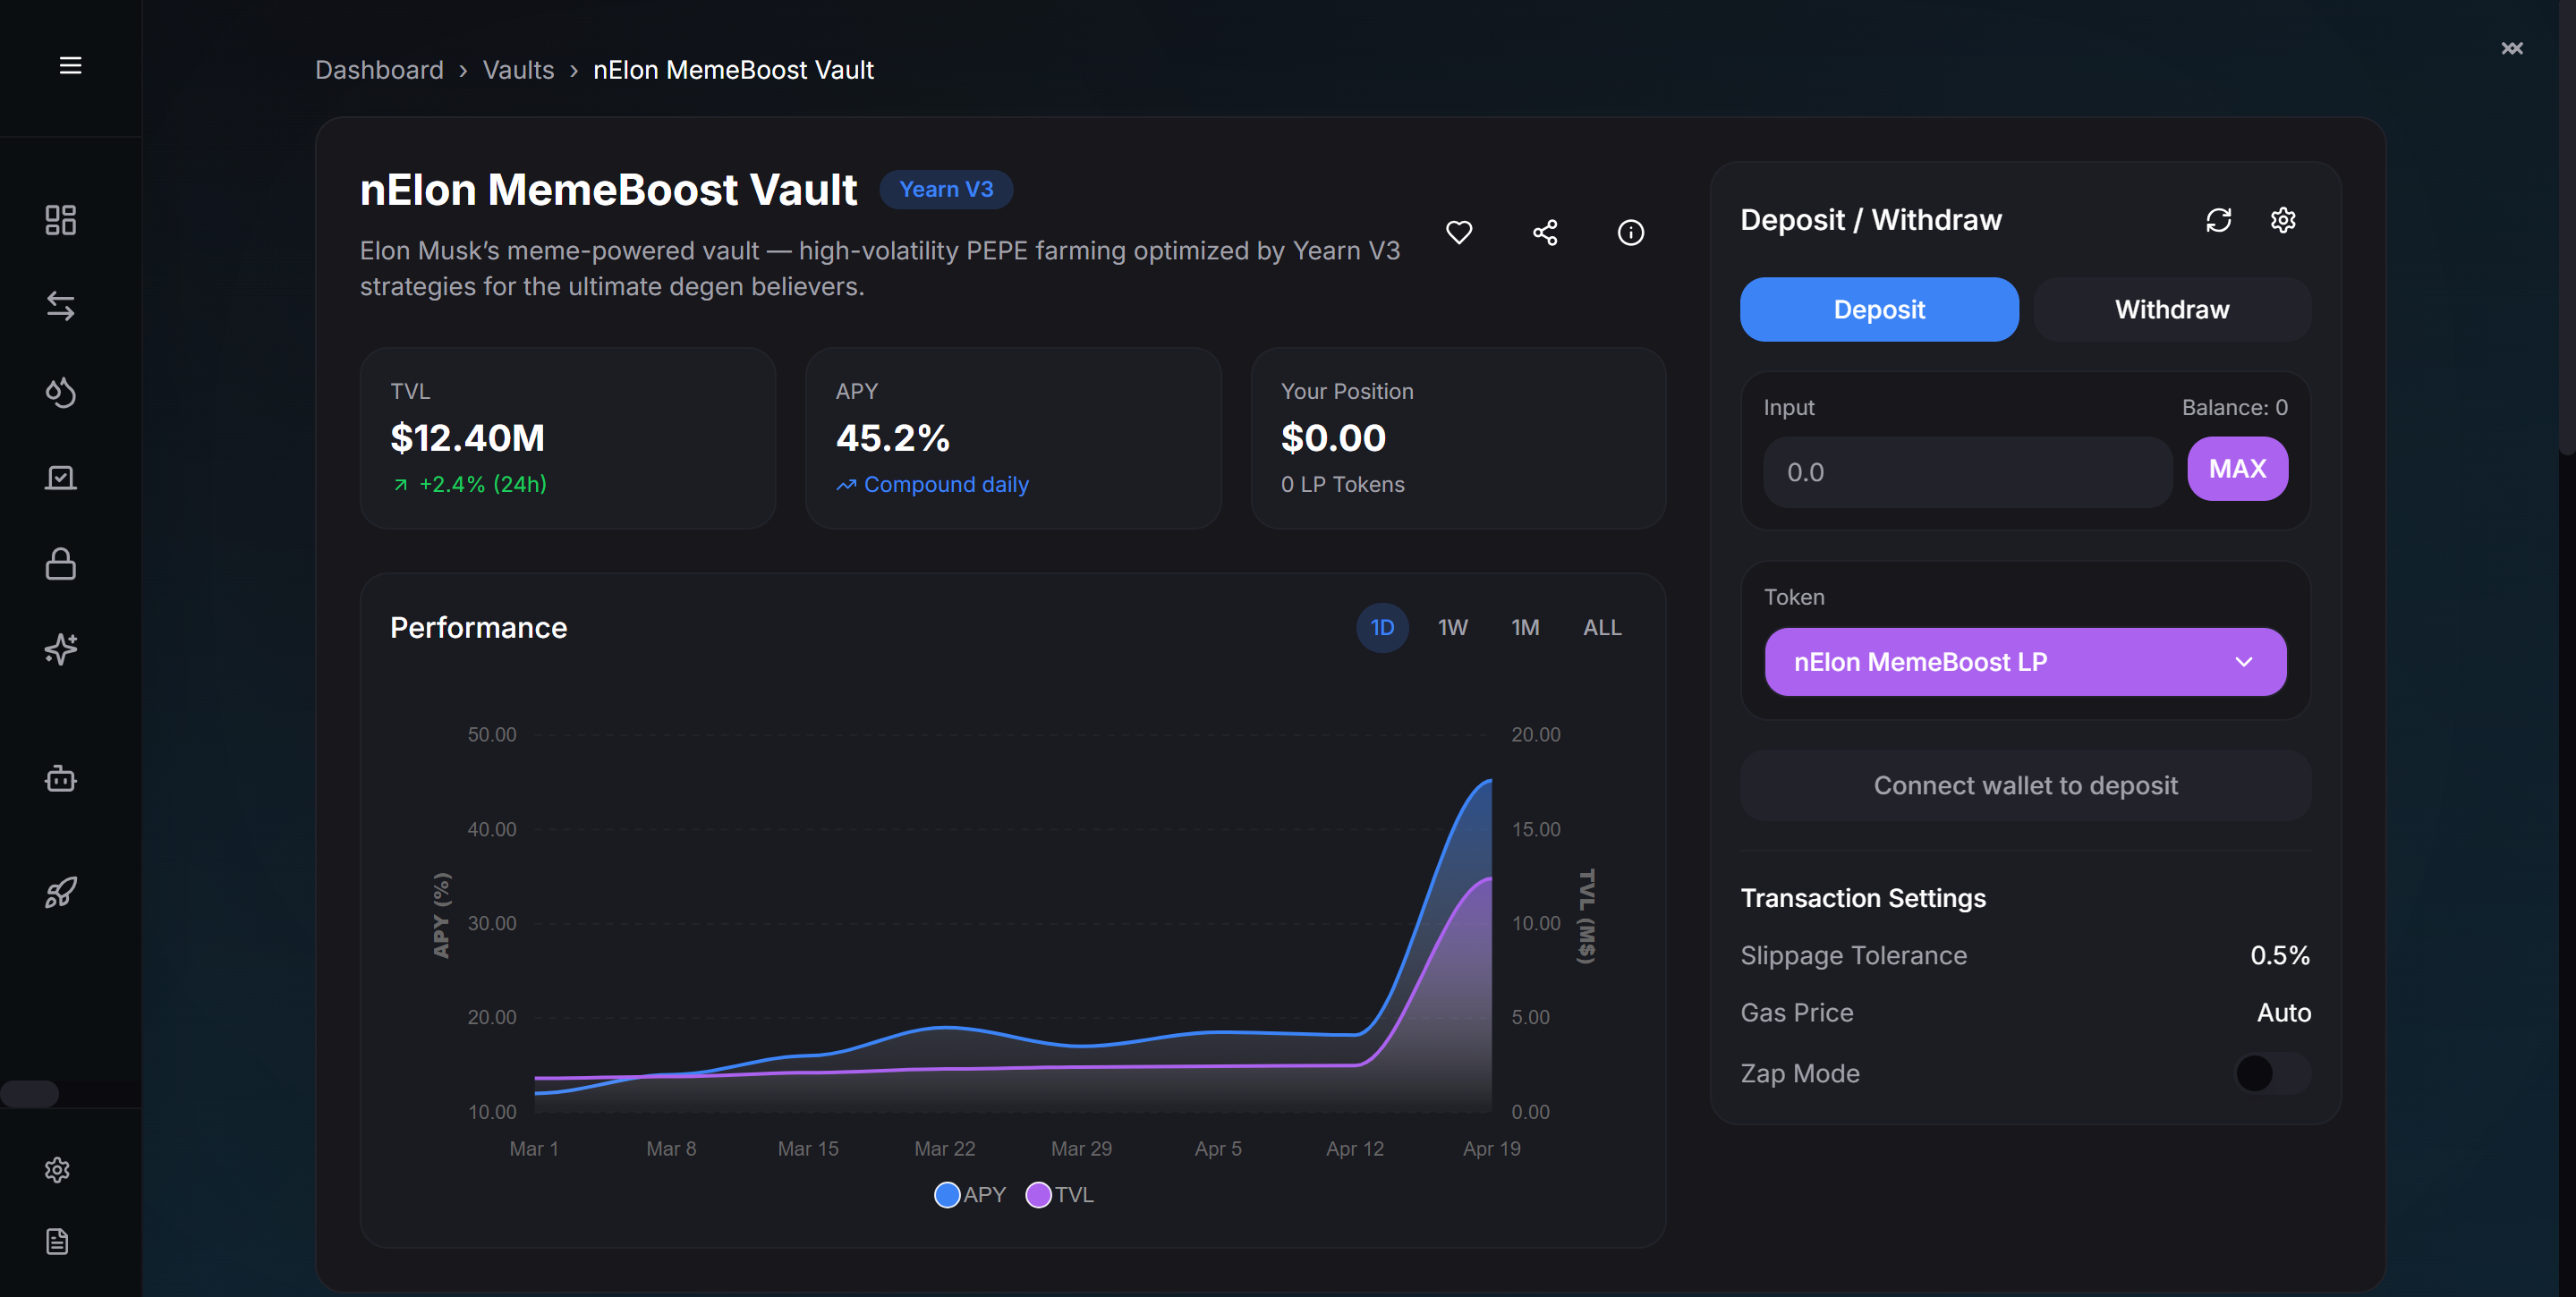 Dashboard › Vaults › nElon MemeBoost Vault
nElon MemeBoost Vault
Yearn V3
Elon Musk’s meme-powered vault — high-volatility PEPE farming optimized by Yearn V3
strategies for the ultimate degen believers.
TVL
$12.40M
+2.4% (24h)
APY
45.2%
Compound daily
Your Position
$0.00
0 LP Tokens
Performance
1D 1W 1M ALL
50.00
40.00
30.00
20.00
10.00
APY (%)
20.00
15.00
10.00
5.00
0.00
TVL (M$)
Mar 1 Mar 8 Mar 15 Mar 22 Mar 29 Apr 5 Apr 12 Apr 19
APY TVL
Deposit / Withdraw
Deposit Withdraw
Input Balance: 0
0.0 MAX
Token
nElon MemeBoost LP
Connect wallet to deposit
Transaction Settings
Slippage Tolerance 0.5%
Gas Price Auto
Zap Mode